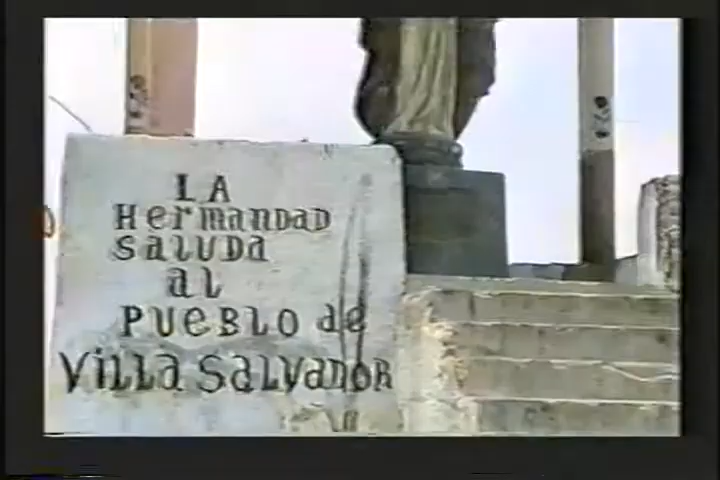 LA
HermanDaD
SaLUDa
aL
PUeBLO de
Villa SaLvaDOR